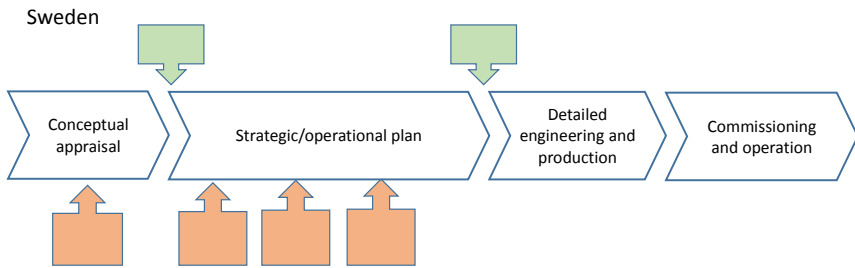 Sweden
Conceptual
appraisal
Strategic/operational plan
Detailed
engineering and
production
Commissioning
and operation